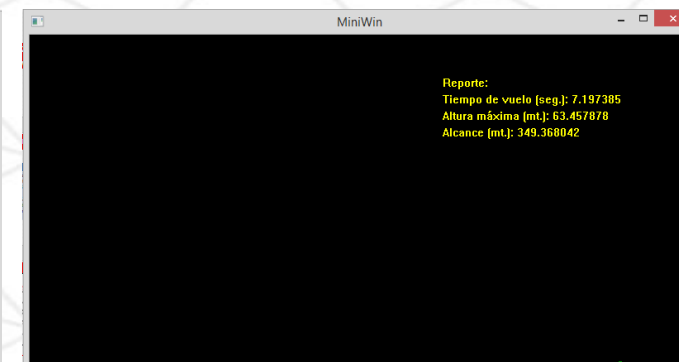 MiniWin
Reporte:
Tiempo de vuelo (seg.): 7.197385
Altura máxima (mt.): 63.457878
Alcance (mt.): 349.368042